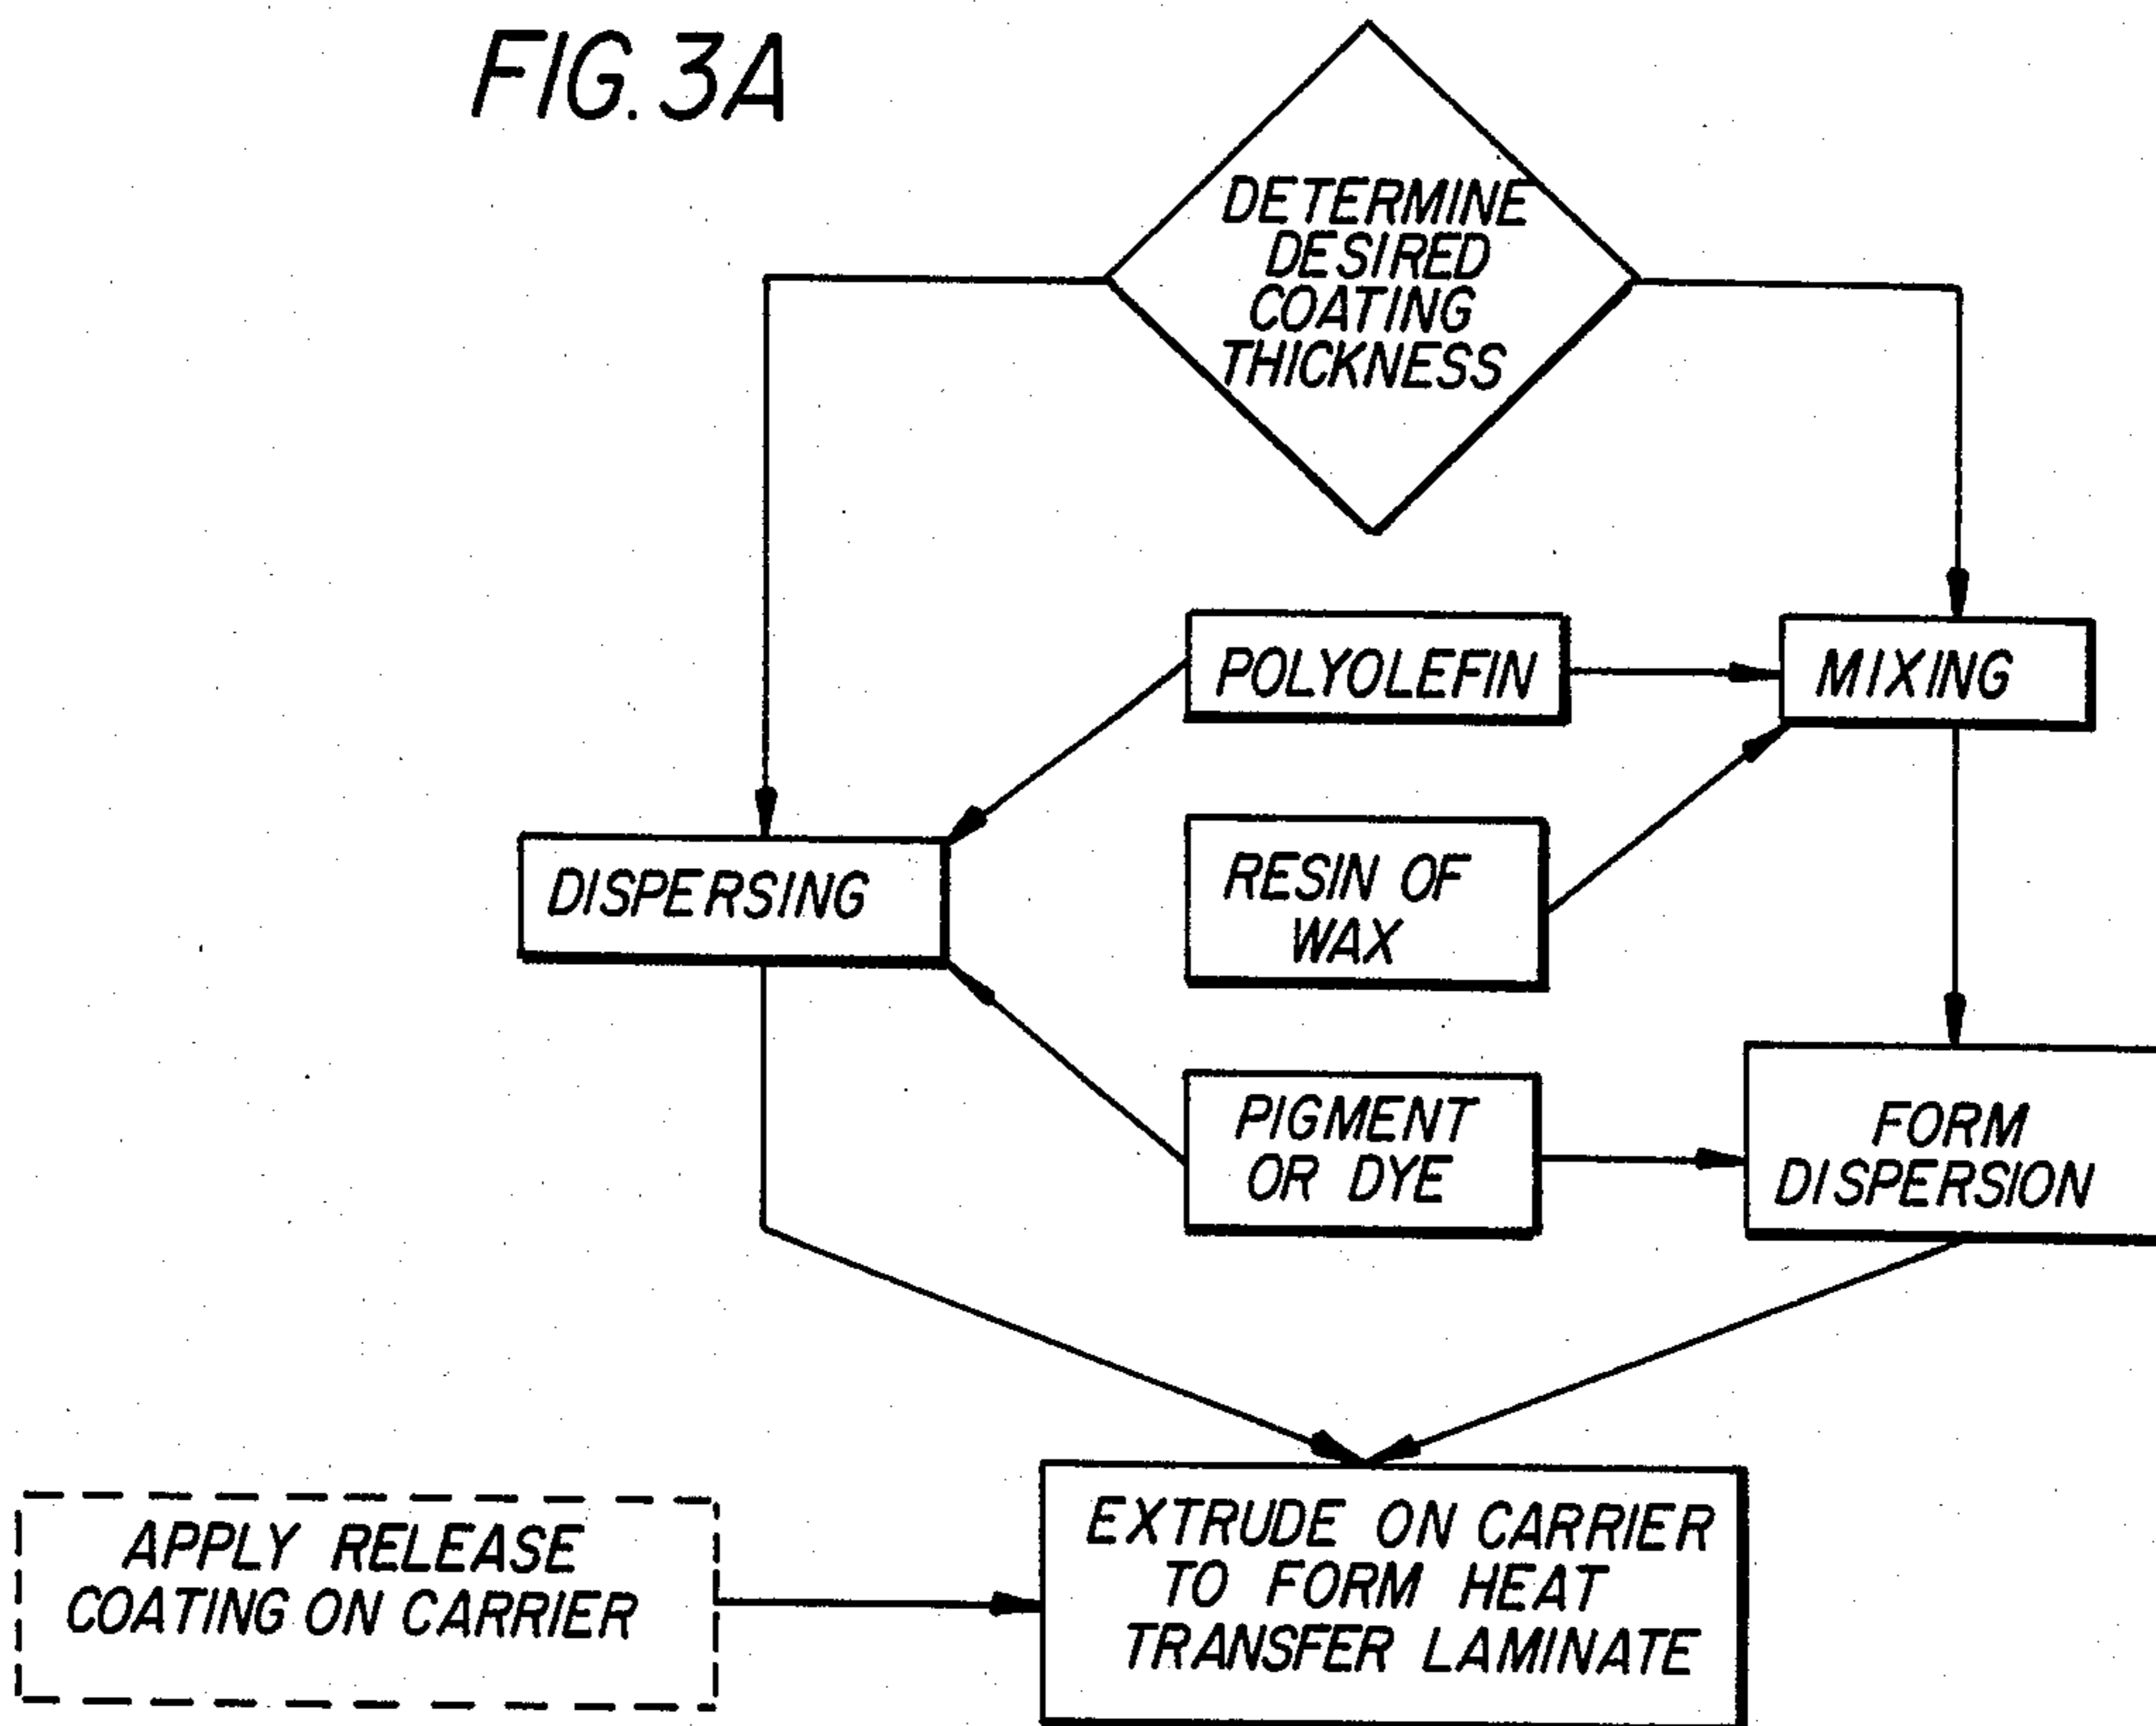 FIG. 3A
DETERMINE
DESIRED
COATING
THICKNESS
POLYOLEFIN
MIXING
DISPERSING
RESIN OF
WAX
PIGMENT
OR DYE
FORM
DISPERSION
APPLY RELEASE
COATING ON CARRIER
EXTRUDE ON CARRIER
TO FORM HEAT
TRANSFER LAMINATE